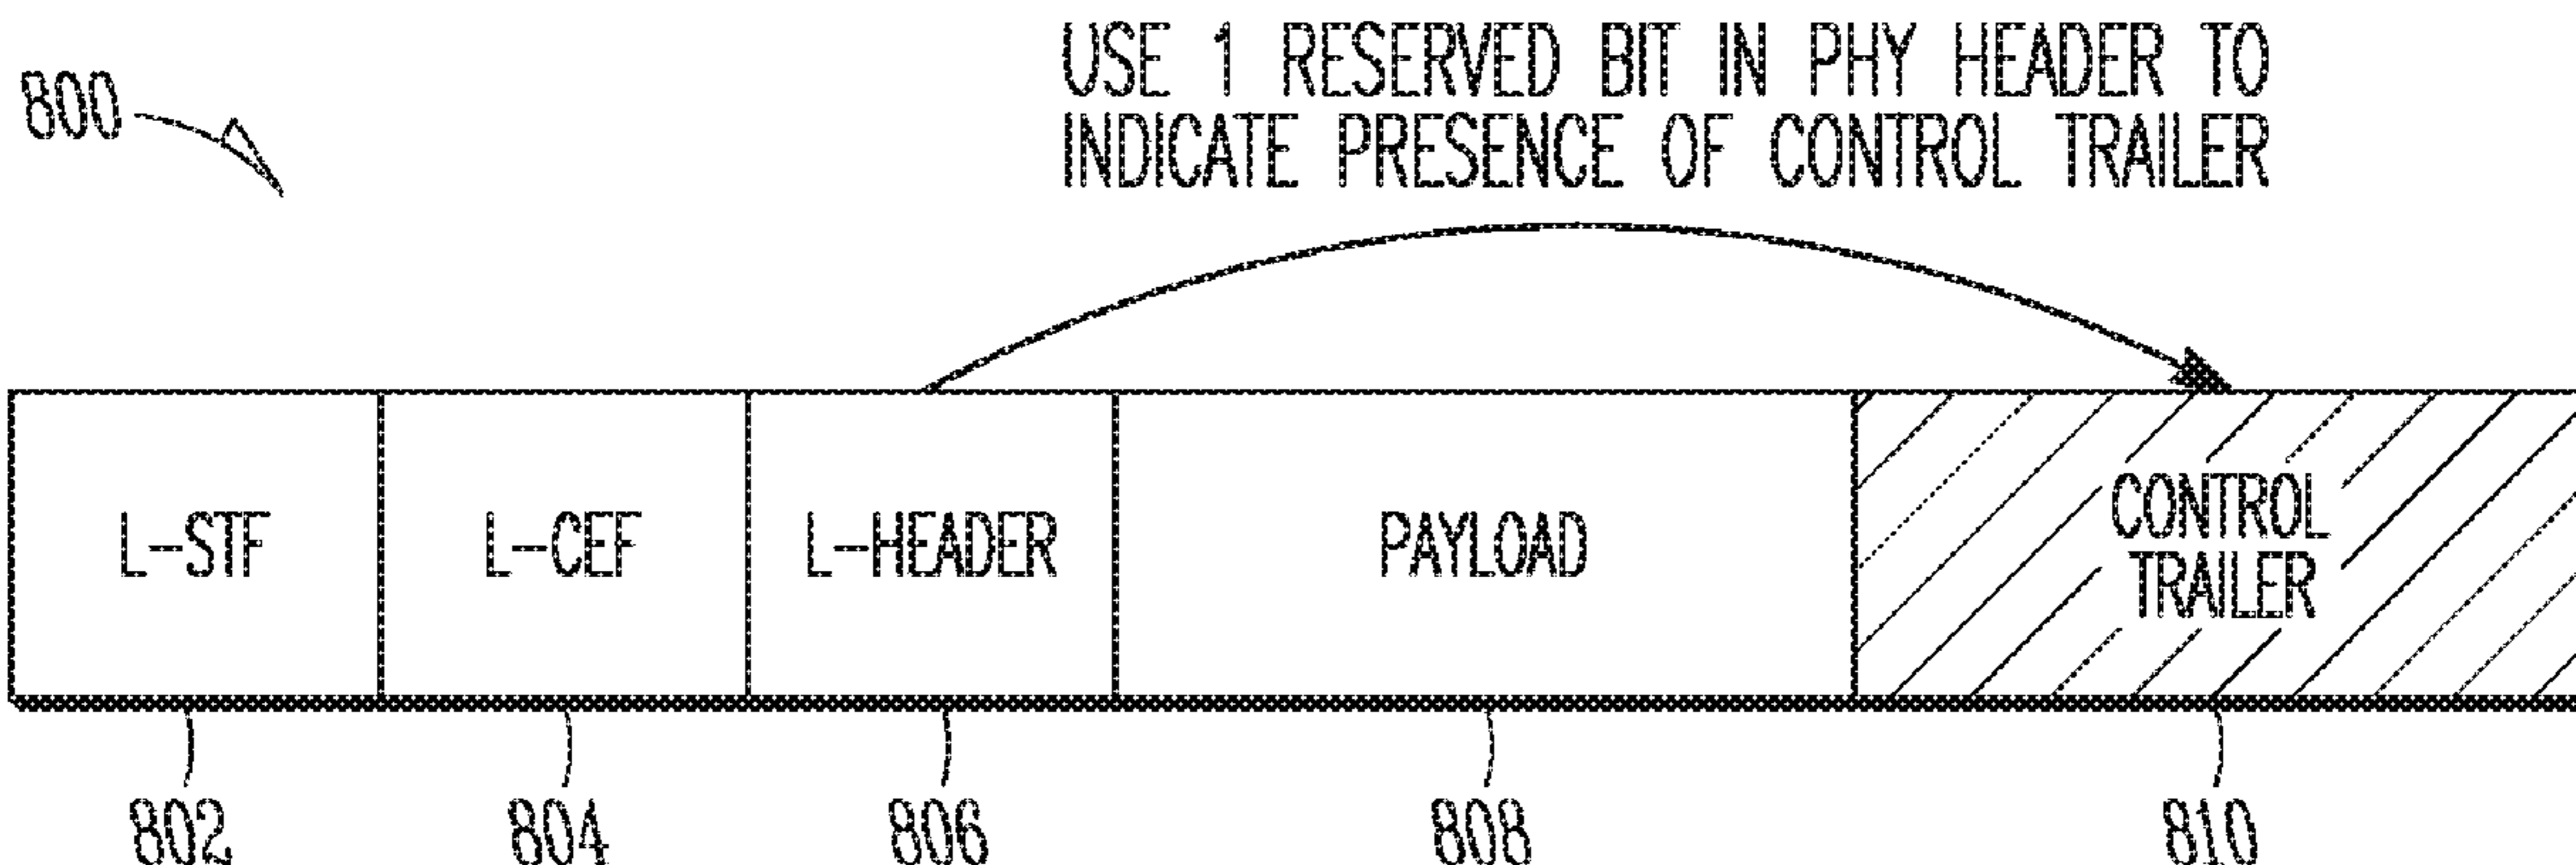 USE 1 RESERVED BIT IN PHY HEADER TO
INDICATE PRESENCE OF CONTROL TRAILER
800
L-STF
L-CEF
L-HEADER
PAYLOAD
CONTROL
TRAILER
802
804
806
808
810